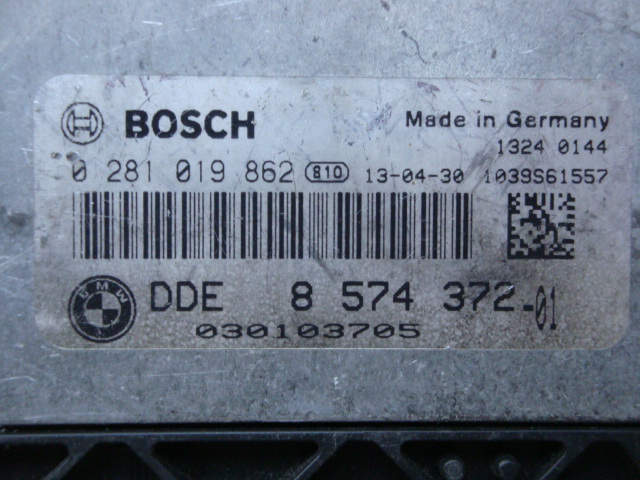 BOSCH Made in Germany
1324 0144
0 281 019 862 810 13-04-30 1039S61557
BMW DDE 8 574 372-01
030103705